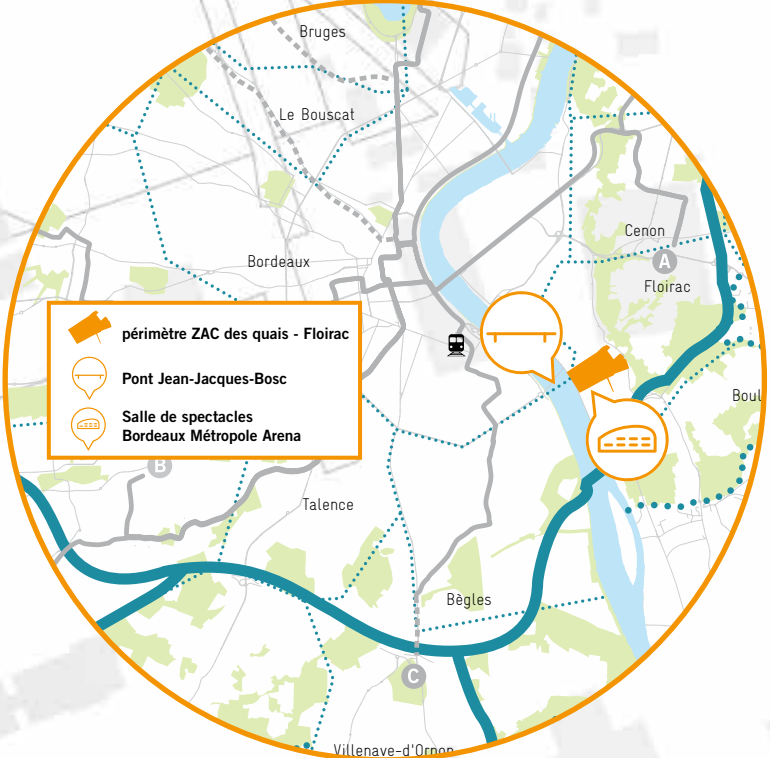 Bruges
Le Bouscat
Cenon
Bordeaux
A
Floirac
périmètre ZAC des quais - Floirac
Pont Jean-Jacques-Bosc
Salle de spectacles
Bordeaux Métropole Arena
Boul
B
Talence
Bègles
C
Villenave-d'Ornon